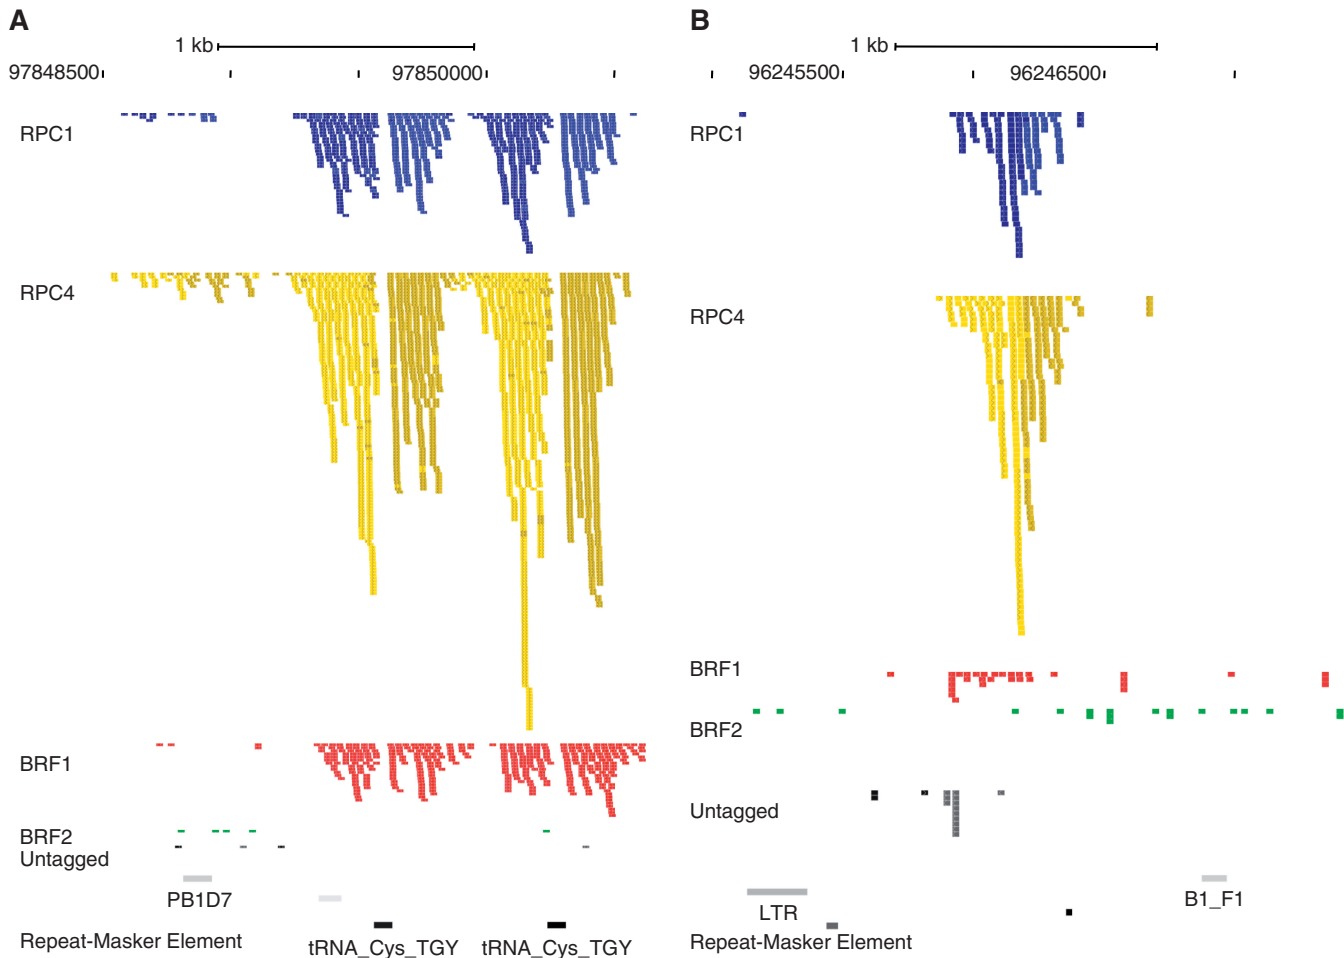 A
1 kb
97848500
97850000
RPC1
RPC4
BRF1
BRF2
Untagged
PB1D7
Repeat-Masker Element
tRNA_Cys_TGY
tRNA_Cys_TGY
B
1 kb
96245500
96246500
RPC1
RPC4
BRF1
BRF2
Untagged
LTR
B1_F1
Repeat-Masker Element